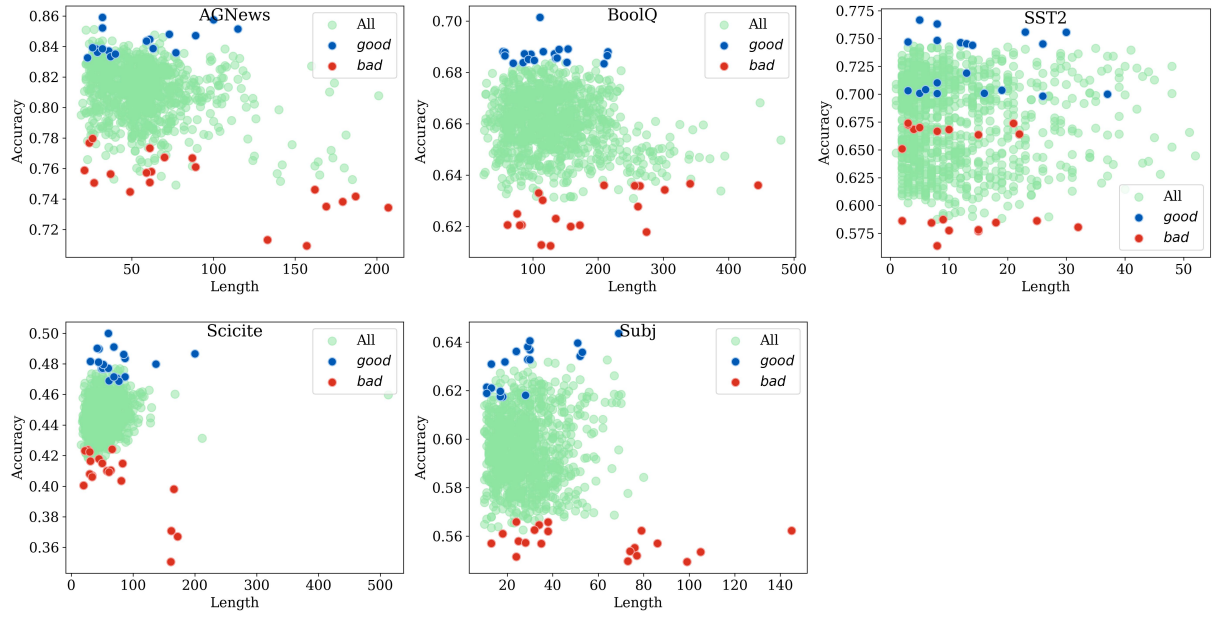 AGNews
All
good
bad
0.86
0.84
0.82
0.80
0.78
0.76
0.74
0.72
Accuracy
50
100
150
200
Length
BoolQ
All
good
bad
0.70
0.68
0.66
0.64
0.62
Accuracy
100
200
300
400
500
Length
SST2
All
good
bad
0.775
0.750
0.725
0.700
0.675
0.650
0.625
0.600
0.575
Accuracy
0
10
20
30
40
50
Length
Scicite
All
good
bad
0.50
0.48
0.46
0.44
0.42
0.40
0.38
0.36
Accuracy
0
100
200
300
400
500
Length
Subj
All
good
bad
0.64
0.62
0.60
0.58
0.56
Accuracy
20
40
60
80
100
120
140
Length